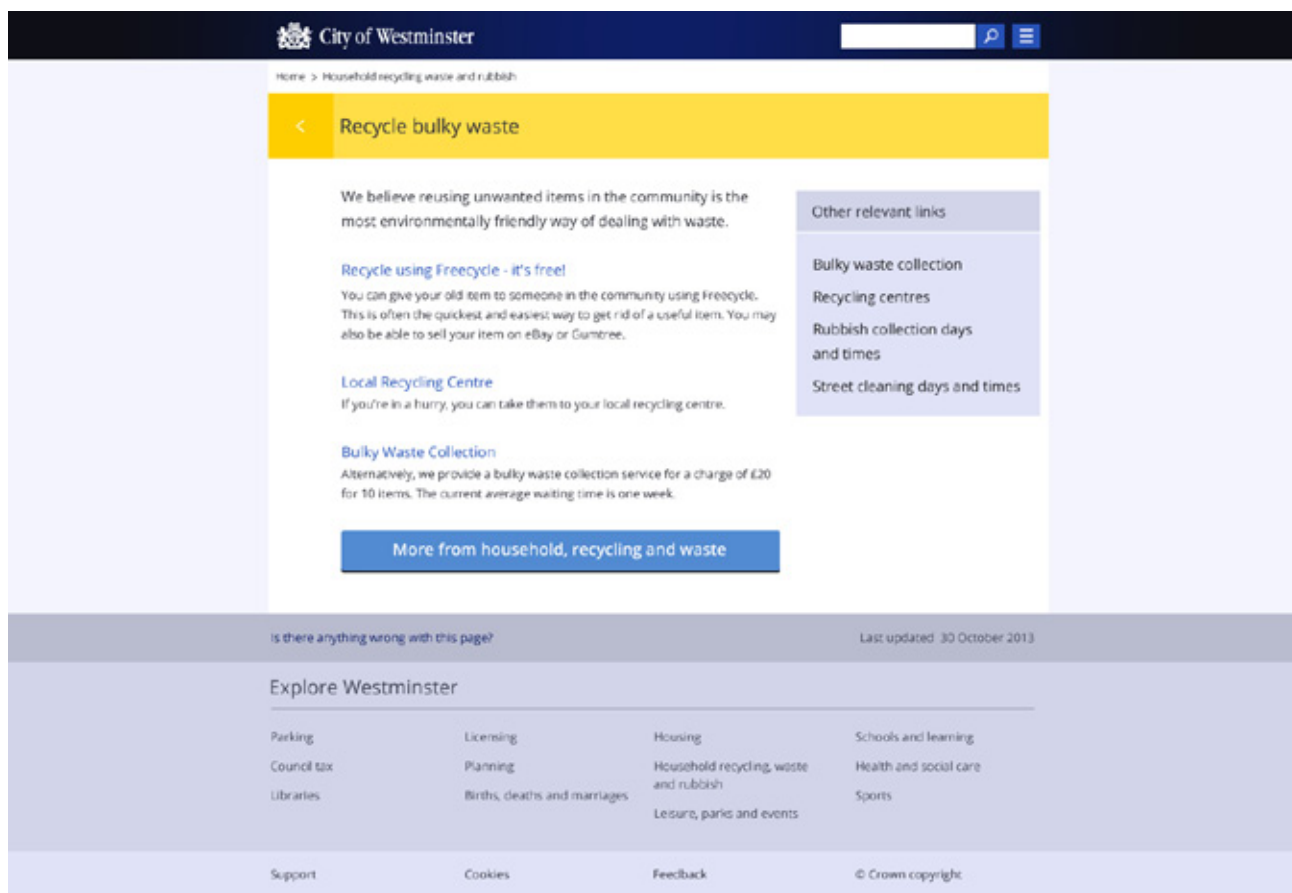 City of Westminster
Home > Household recycling waste and rubbish
< Recycle bulky waste
We believe reusing unwanted items in the community is the
most environmentally friendly way of dealing with waste.
Recycle using Freecycle - it's free!
You can give your old item to someone in the community using Freecycle.
This is often the quickest and easiest way to get rid of a useful item. You may
also be able to sell your item on eBay or Gumtree.
Local Recycling Centre
If you're in a hurry, you can take them to your local recycling centre.
Bulky Waste Collection
Alternatively, we provide a bulky waste collection service for a charge of £20
for 10 items. The current average waiting time is one week.
More from household, recycling and waste
Other relevant links
Bulky waste collection
Recycling centres
Rubbish collection days
and times
Street cleaning days and times
Is there anything wrong with this page?
Last updated 30 October 2013
Explore Westminster
Parking
Council tax
Libraries
Licensing
Planning
Births, deaths and marriages
Housing
Household recycling, waste
and rubbish
Leisure, parks and events
Schools and learning
Health and social care
Sports
Support
Cookies
Feedback
© Crown copyright